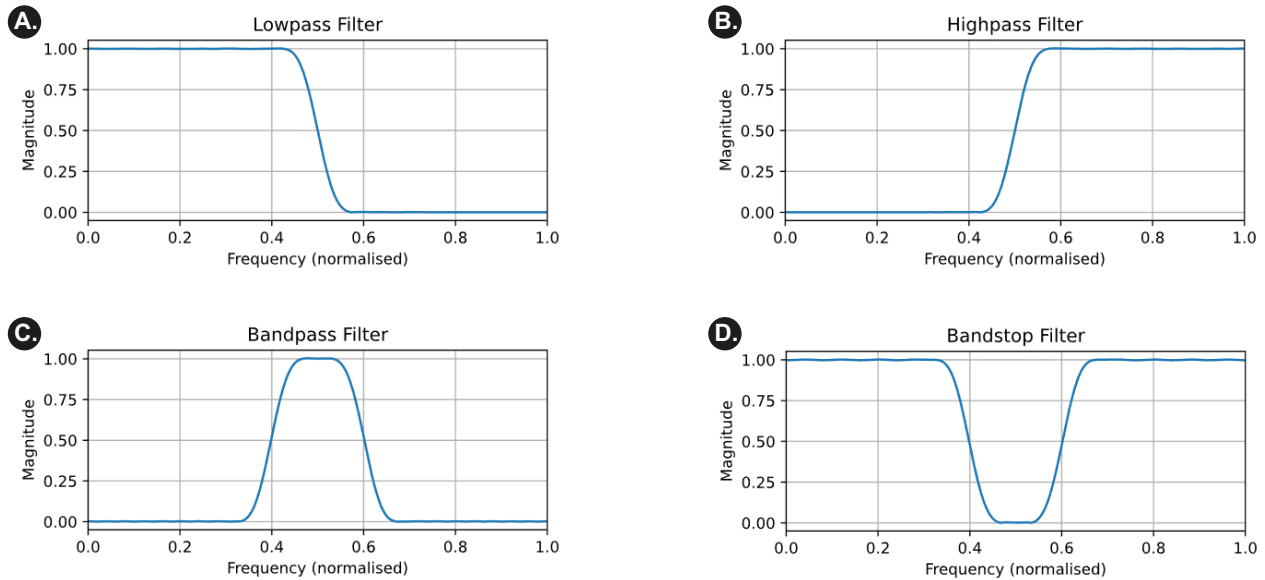 A.
Lowpass Filter
1.00
0.75
0.50
0.25
0.00
Magnitude
0.0 0.2 0.4 0.6 0.8 1.0
Frequency (normalised)
B.
Highpass Filter
1.00
0.75
0.50
0.25
0.00
Magnitude
0.0 0.2 0.4 0.6 0.8 1.0
Frequency (normalised)
C.
Bandpass Filter
1.00
0.75
0.50
0.25
0.00
Magnitude
0.0 0.2 0.4 0.6 0.8 1.0
Frequency (normalised)
D.
Bandstop Filter
1.00
0.75
0.50
0.25
0.00
Magnitude
0.0 0.2 0.4 0.6 0.8 1.0
Frequency (normalised)